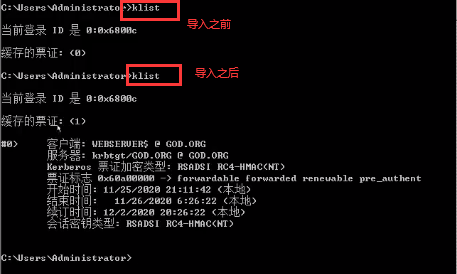 C:\Users\Administrator>klist
导入之前
当前登录 ID 是 0:0x6800c
缓存的票证: (0)
C:\Users\Administrator>klist
导入之后
当前登录 ID 是 0:0x6800c
缓存的票证: (1)
#0> 客户端: WEBSERVER$ @ GOD.ORG
服务器: krbtgt/GOD.ORG @ GOD.ORG
Kerberos 票证加密类型: RSADSI RC4-HMAC(NT)
票证标志 0x60a00000 -> forwardable forwarded renewable pre_authent
开始时间: 11/25/2020 21:11:42 (本地)
结束时间: 11/26/2020 6:26:22 (本地)
续订时间: 12/2/2020 20:26:22 (本地)
会话密钥类型: RSADSI RC4-HMAC(NT)
C:\Users\Administrator>